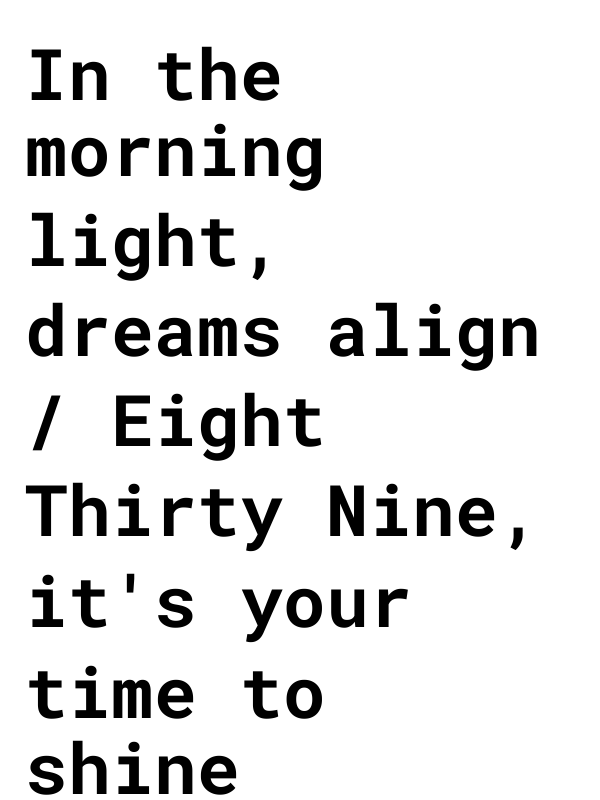 In the
morning
light,
dreams align
/ Eight
Thirty Nine,
it's your
time to
shine